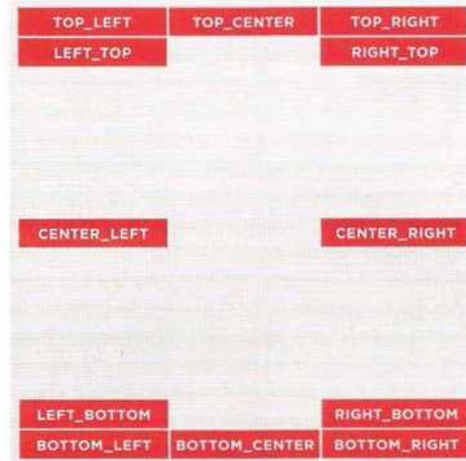 TOP_LEFT TOP_CENTER TOP_RIGHT
LEFT_TOP RIGHT_TOP
CENTER_LEFT CENTER_RIGHT
LEFT_BOTTOM RIGHT_BOTTOM
BOTTOM_LEFT BOTTOM_CENTER BOTTOM_RIGHT